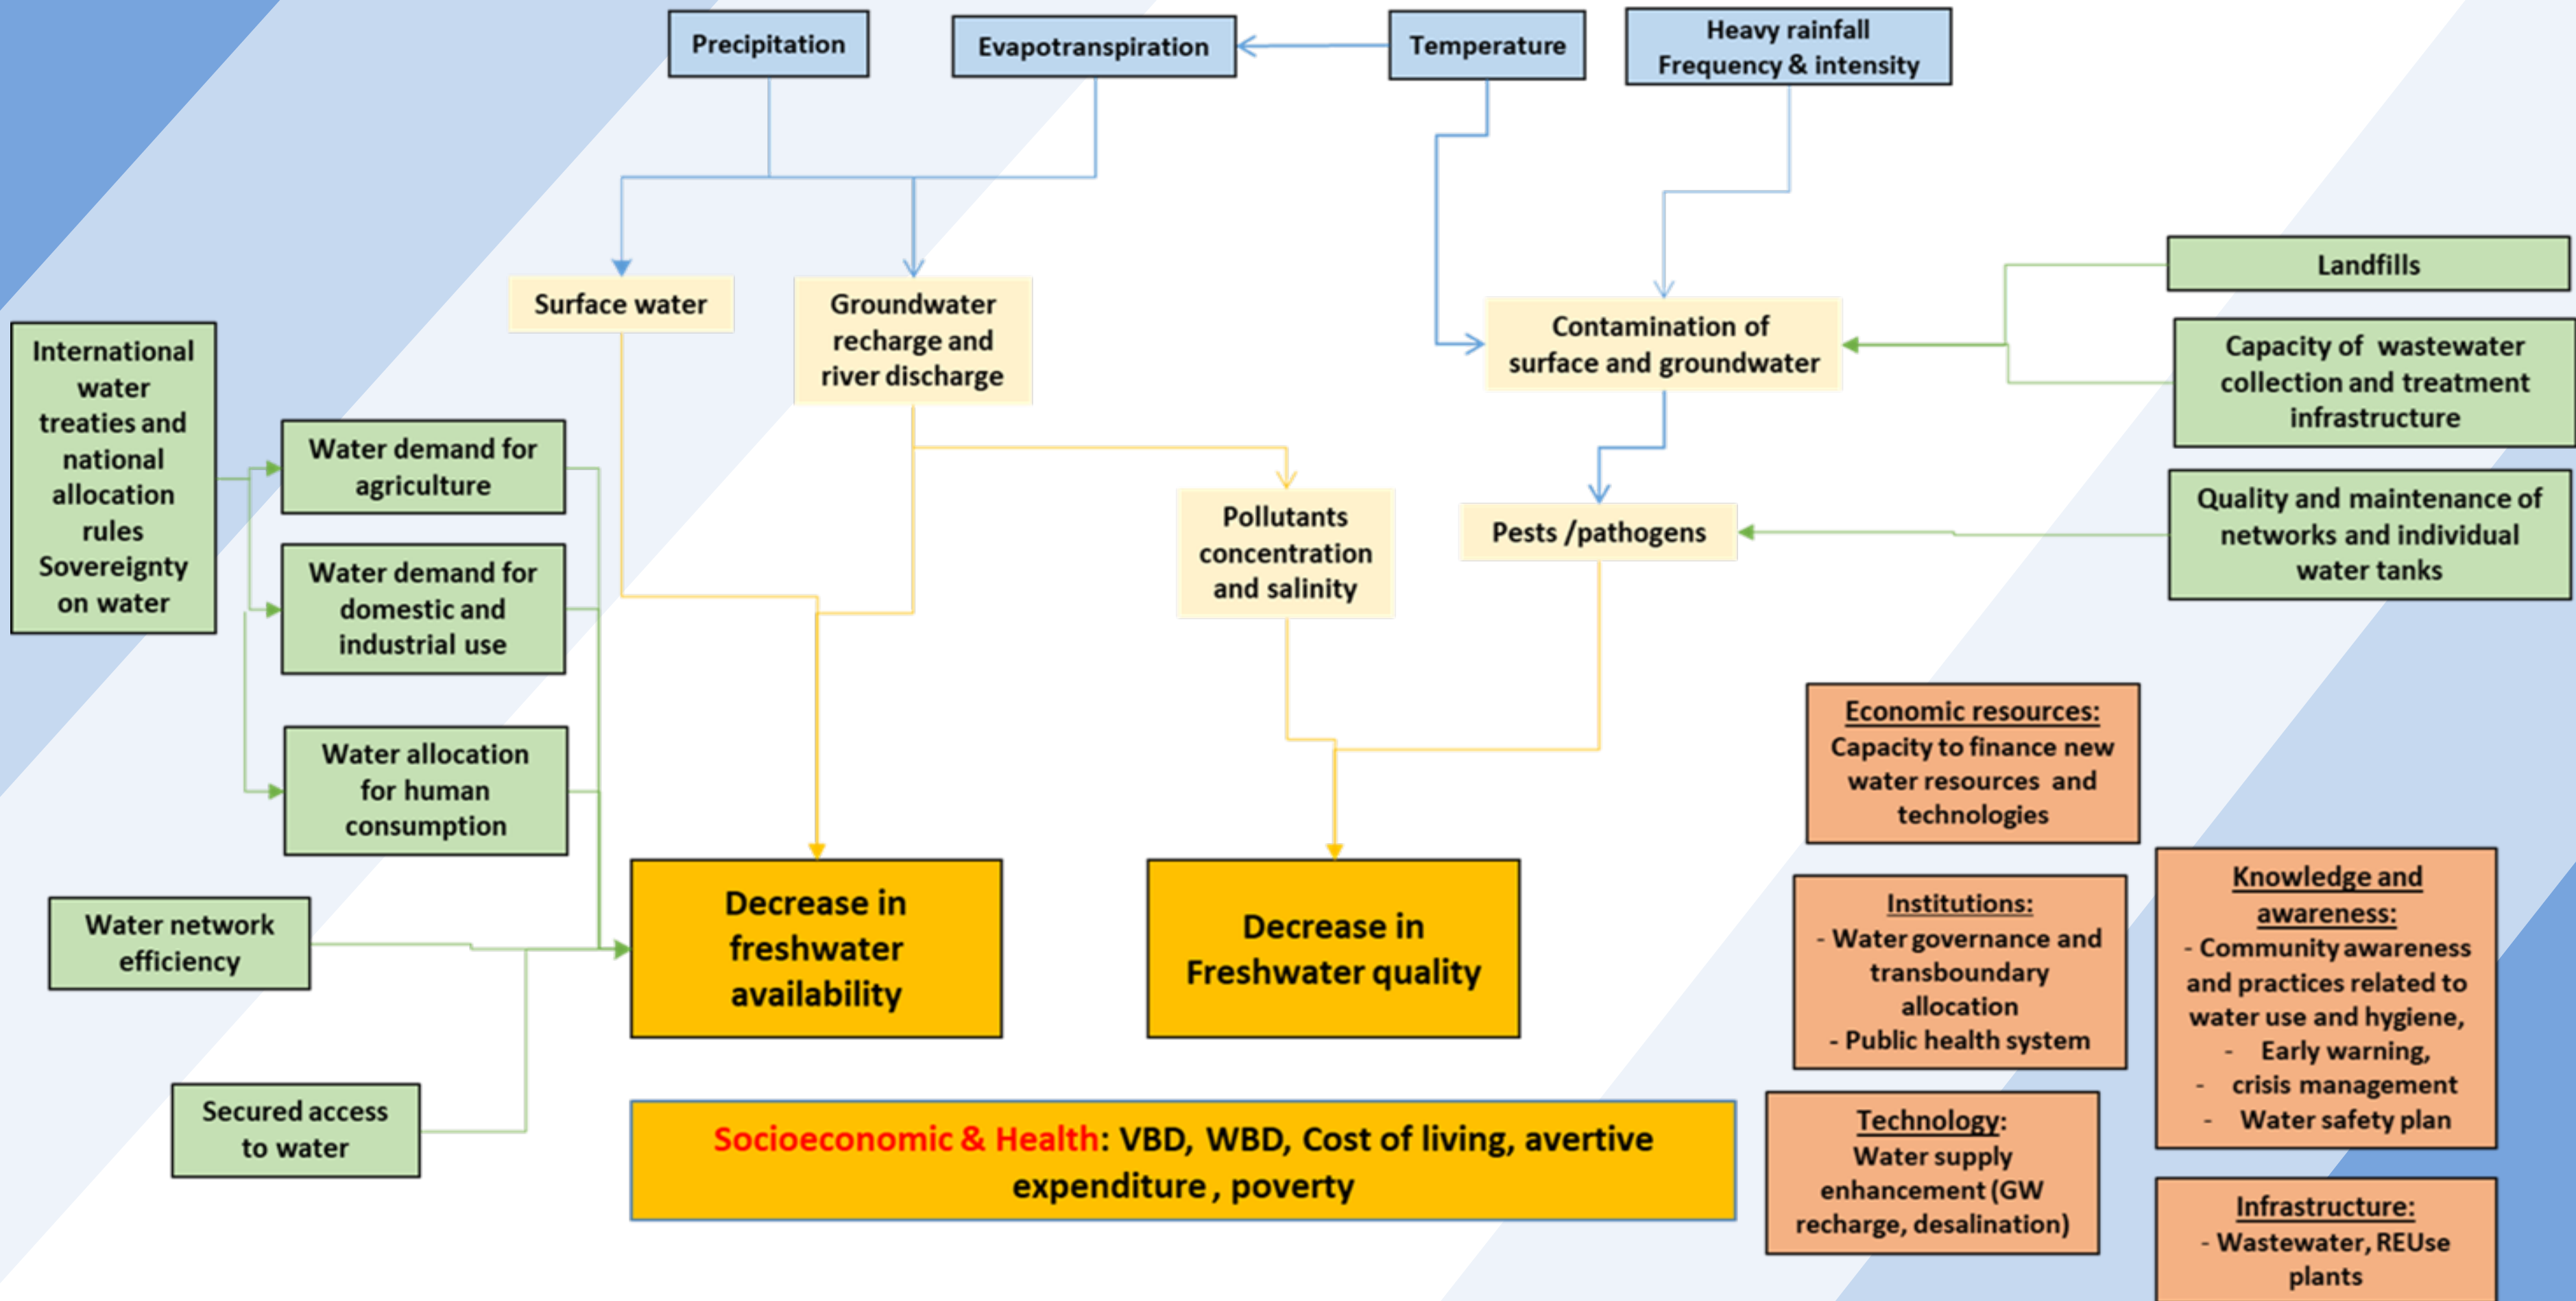 Precipitation
Evapotranspiration
Temperature
Heavy rainfall
Frequency & intensity
Surface water
Groundwater
recharge and
river discharge
Contamination of
surface and groundwater
Landfills
Capacity of wastewater
collection and treatment
infrastructure
Quality and maintenance of
networks and individual
water tanks
International
water
treaties and
national
allocation
rules
Sovereignty
on water
Water demand for
agriculture
Water demand for
domestic and
industrial use
Water allocation
for human
consumption
Water network
efficiency
Secured access
to water
Pollutants
concentration
and salinity
Pests /pathogens
Decrease in
freshwater
availability
Decrease in
Freshwater quality
Socioeconomic & Health: VBD, WBD, Cost of living, avertive
expenditure , poverty
Economic resources:
Capacity to finance new
water resources and
technologies
Institutions:
- Water governance and
transboundary
allocation
- Public health system
Technology:
Water supply
enhancement (GW
recharge, desalination)
Knowledge and
awareness:
- Community awareness
and practices related to
water use and hygiene,
- Early warning,
- crisis management
- Water safety plan
Infrastructure:
- Wastewater, REUse
plants